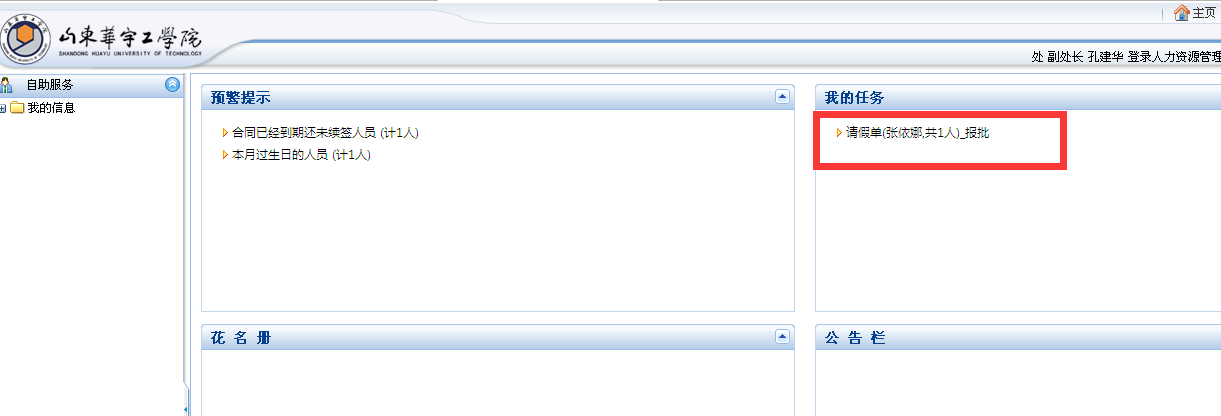 主页
山东華宇工學院
SHANDONG HUAYU UNIVERSITY OF TECHNOLOGY
处 副处长 孔建华 登录人力资源管理
自助服务
我的信息
预警提示
合同已经到期还未续签人员 (计1人)
本月过生日的人员 (计1人)
我的任务
请假单(张依娜,共1人)_报批
花 名 册
公 告 栏